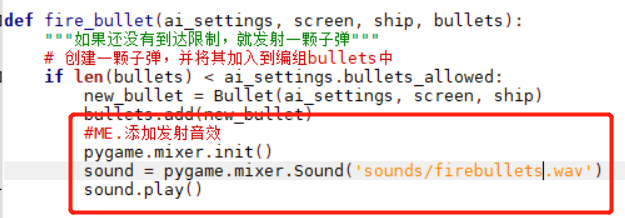 def fire_bullet(ai_settings, screen, ship, bullets):
"""如果还没有到达限制，就发射一颗子弹"""
# 创建一颗子弹，并将其加入到编组bullets中
if len(bullets) < ai_settings.bullets_allowed:
new_bullet = Bullet(ai_settings, screen, ship)
bullets.add(new_bullet)
#ME.添加发射音效
pygame.mixer.init()
sound = pygame.mixer.Sound('sounds/firebullets.wav')
sound.play()